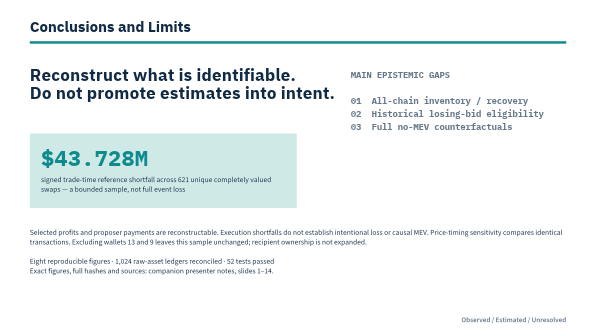 Conclusions and Limits
Reconstruct what is identifiable.
Do not promote estimates into intent.
$43.728M
signed trade-time reference shortfall across 621 unique completely valued
swaps — a bounded sample, not full event loss
MAIN EPISTEMIC GAPS
01 All-chain inventory / recovery
02 Historical losing-bid eligibility
03 Full no-MEV counterfactuals
Selected profits and proposer payments are reconstructable. Execution shortfalls do not establish intentional loss or causal MEV. Price-timing sensitivity compares identical
transactions. Excluding wallets 13 and 9 leaves this sample unchanged; recipient ownership is not expanded.
Eight reproducible figures · 1,024 raw-asset ledgers reconciled · 52 tests passed
Exact figures, full hashes and sources: companion presenter notes, slides 1–14.
Observed / Estimated / Unresolved